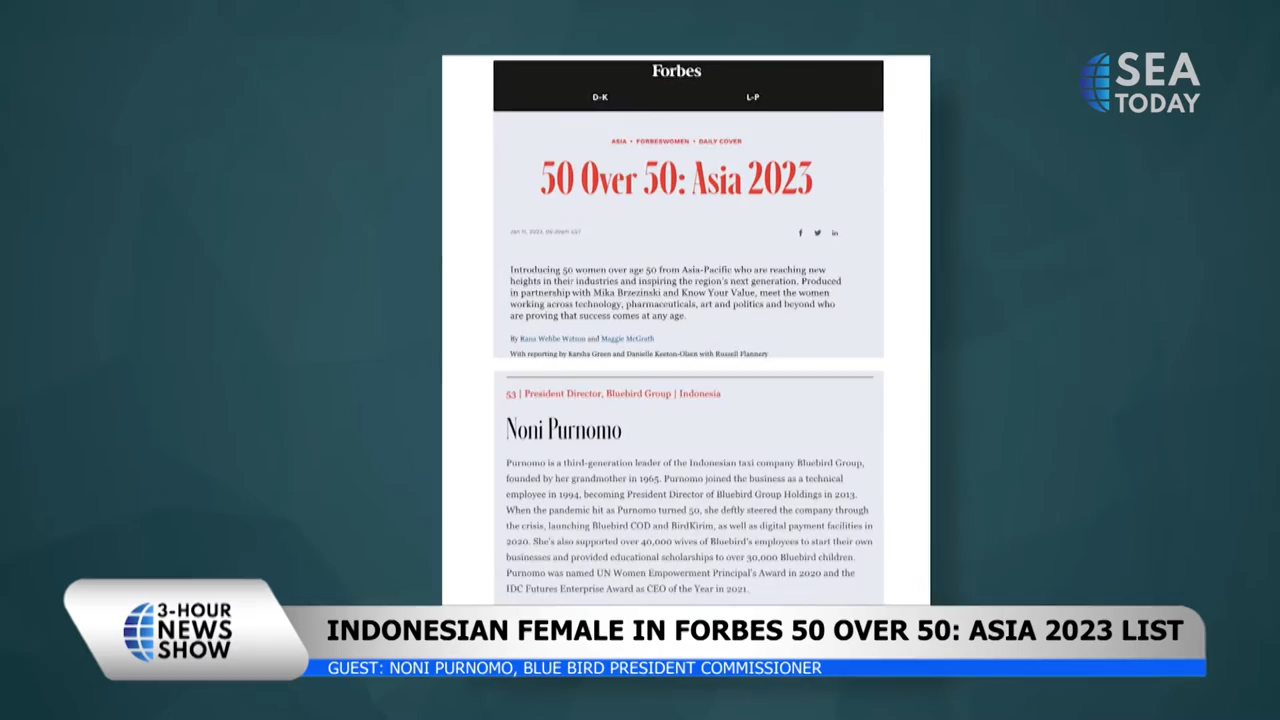 SEA
TODAY
Forbes
D-K
L-P
ASIA • FORBESWOMEN • DAILY COVER
50 Over 50: Asia 2023
Jan 11, 2023, 06:30am EST
Introducing 50 women over age 50 from Asia-Pacific who are reaching new
heights in their industries and inspiring the region's next generation. Produced
in partnership with Mika Brzezinski and Know Your Value, meet the women
working across technology, pharmaceuticals, art and politics and beyond who
are proving that success comes at any age.
By Rana Wehbe Watson and Maggie McGrath
With reporting by Karsha Green and Danielle Keeton-Olsen with Russell Flannery
53 | President Director, Bluebird Group | Indonesia
Noni Purnomo
Purnomo is a third-generation leader of the Indonesian taxi company Bluebird Group,
founded by her grandmother in 1965. Purnomo joined the business as a technical
employee in 1994, becoming President Director of Bluebird Group Holdings in 2013.
When the pandemic hit as Purnomo turned 50, she deftly steered the company through
the crisis, launching Bluebird COD and BirdKirim, as well as digital payment facilities in
2020. She's also supported over 40,000 wives of Bluebird's employees to start their own
businesses and provided educational scholarships to over 30,000 Bluebird children.
Purnomo was named UN Women Empowerment Principal's Award in 2020 and the
IDC Futures Enterprise Award as CEO of the Year in 2021.
3-HOUR
NEWS
SHOW
INDONESIAN FEMALE IN FORBES 50 OVER 50: ASIA 2023 LIST
GUEST: NONI PURNOMO, BLUE BIRD PRESIDENT COMMISSIONER